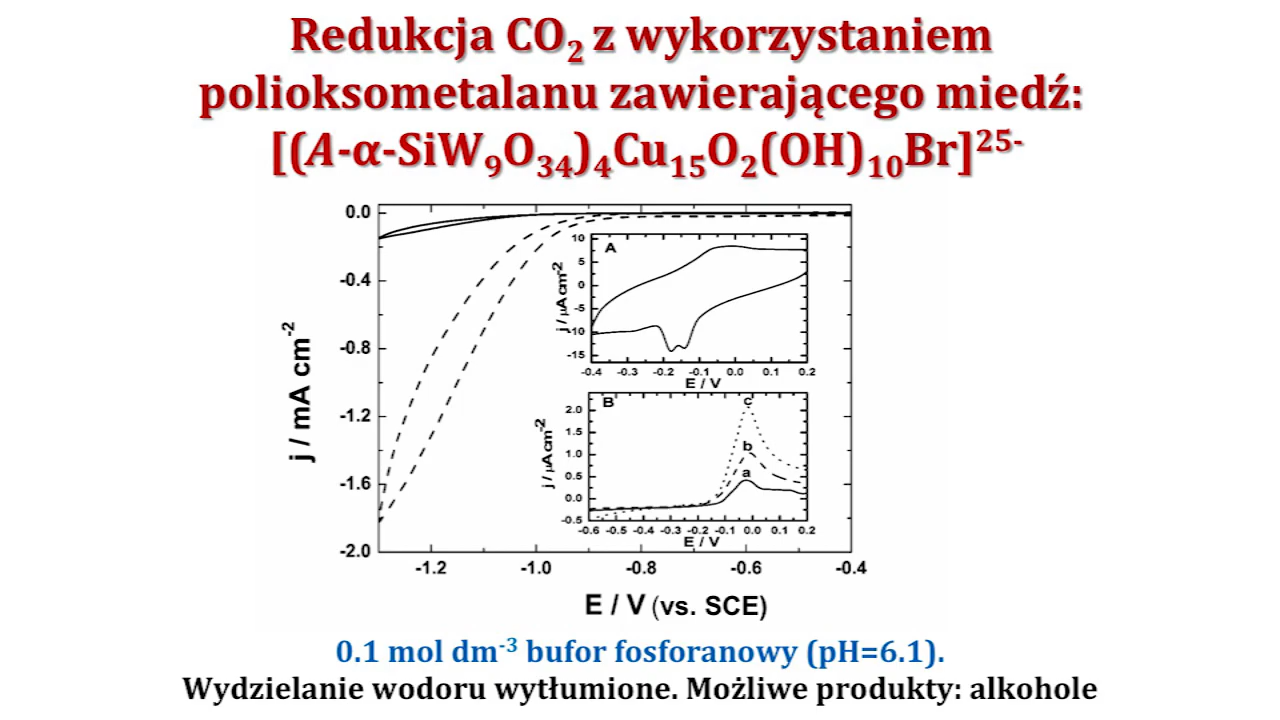 Redukcja CO₂ z wykorzystaniem
polioksometalanu zawierającego miedź:
[(A-α-SiW₉O₃₄)₄Cu₁₅O₂(OH)₁₀Br]²⁵⁻
0.0
-0.4
-0.8
-1.2
-1.6
-2.0
j / mA cm⁻²
-1.2 -1.0 -0.8 -0.6 -0.4
E / V (vs. SCE)
A
10
5
0
-5
-10
-15
j / μA cm⁻²
-0.4 -0.3 -0.2 -0.1 0.0 0.1 0.2
E / V
B
c
b
a
2.0
1.5
1.0
0.5
0.0
-0.5
j / μA cm⁻²
-0.6 -0.5 -0.4 -0.3 -0.2 -0.1 0.0 0.1 0.2
E / V
0.1 mol dm⁻³ bufor fosforanowy (pH=6.1).
Wydzielanie wodoru wytłumione. Możliwe produkty: alkohole